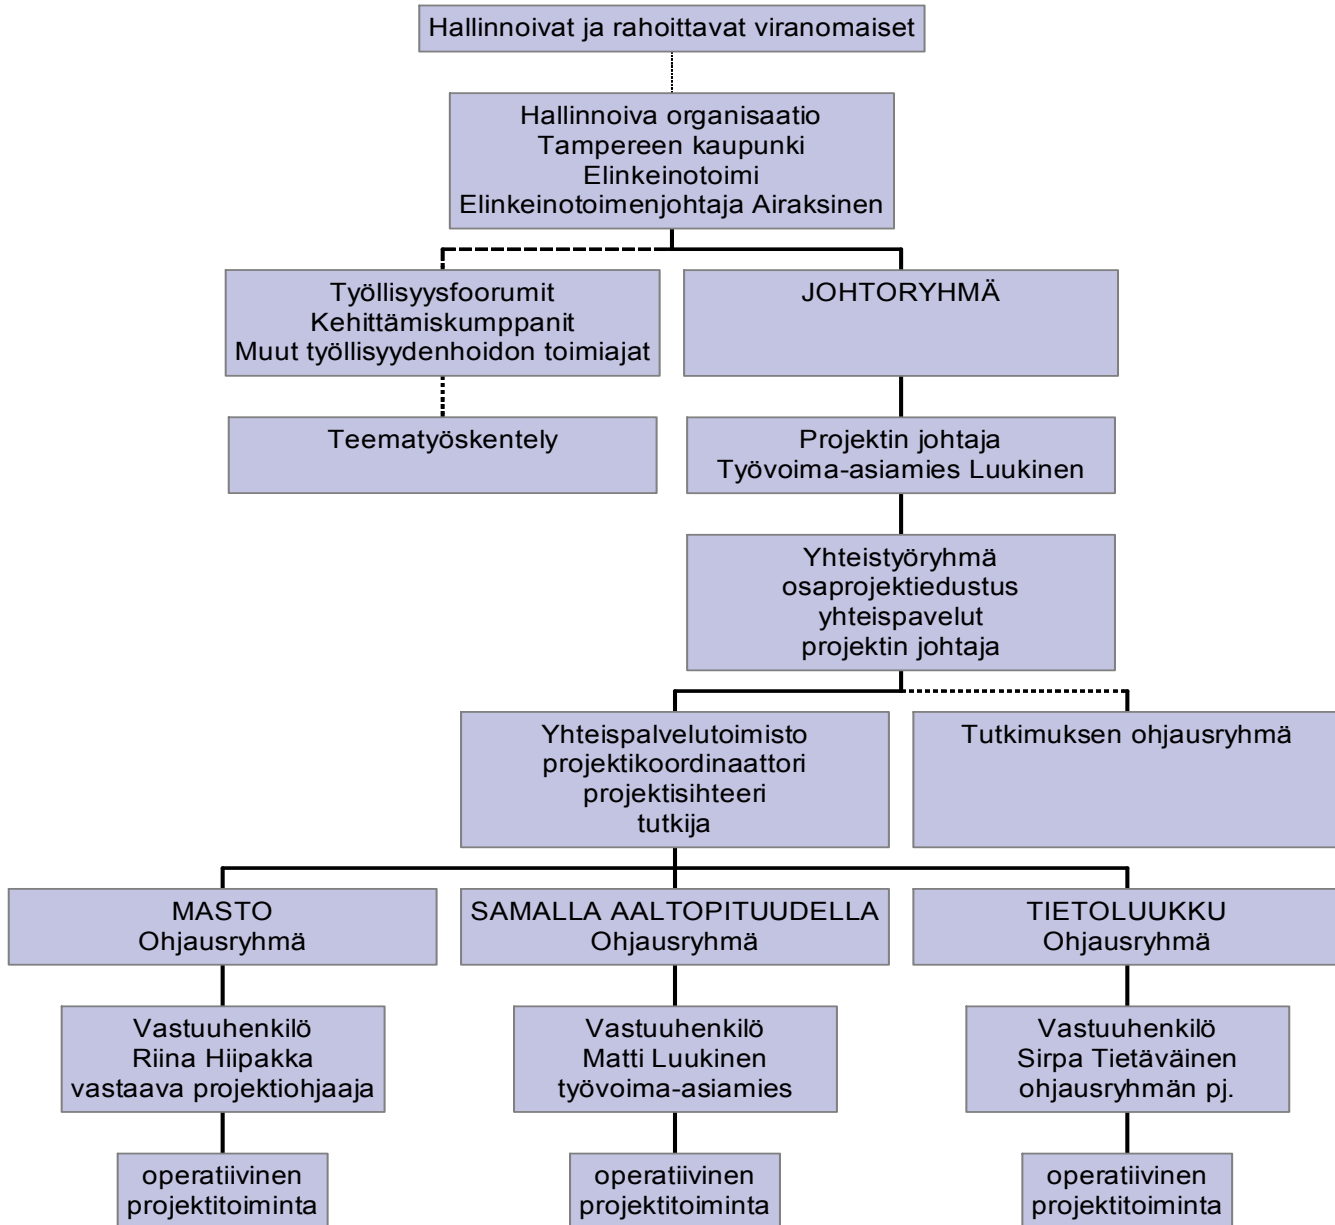 Hallinnoivat ja rahoittavat viranomaiset
Hallinnoiva organisaatio
Tampereen kaupunki
Elinkeinotoimi
Elinkeinotoimenjohtaja Airaksinen
Työllisyysfoorumit
Kehittämiskumppanit
Muut työllisyydenhoidon toimiajat
JOHTORYHMÄ
Teematyöskentely
Projektin johtaja
Työvoima-asiamies Luukinen
Yhteistyöryhmä
osaprojektiedustus
yhteispavelut
projektin johtaja
Yhteispalvelutoimisto
projektikoordinaattori
projektisihteeri
tutkija
Tutkimuksen ohjausryhmä
MASTO
Ohjausryhmä
SAMALLA AALTOPITUUDELLA
Ohjausryhmä
TIETOLUUKKU
Ohjausryhmä
Vastuuhenkilö
Riina Hiipakka
vastaava projektiohjaaja
Vastuuhenkilö
Matti Luukinen
työvoima-asiamies
Vastuuhenkilö
Sirpa Tietäväinen
ohjausryhmän pj.
operatiivinen
projektitoiminta
operatiivinen
projektitoiminta
operatiivinen
projektitoiminta